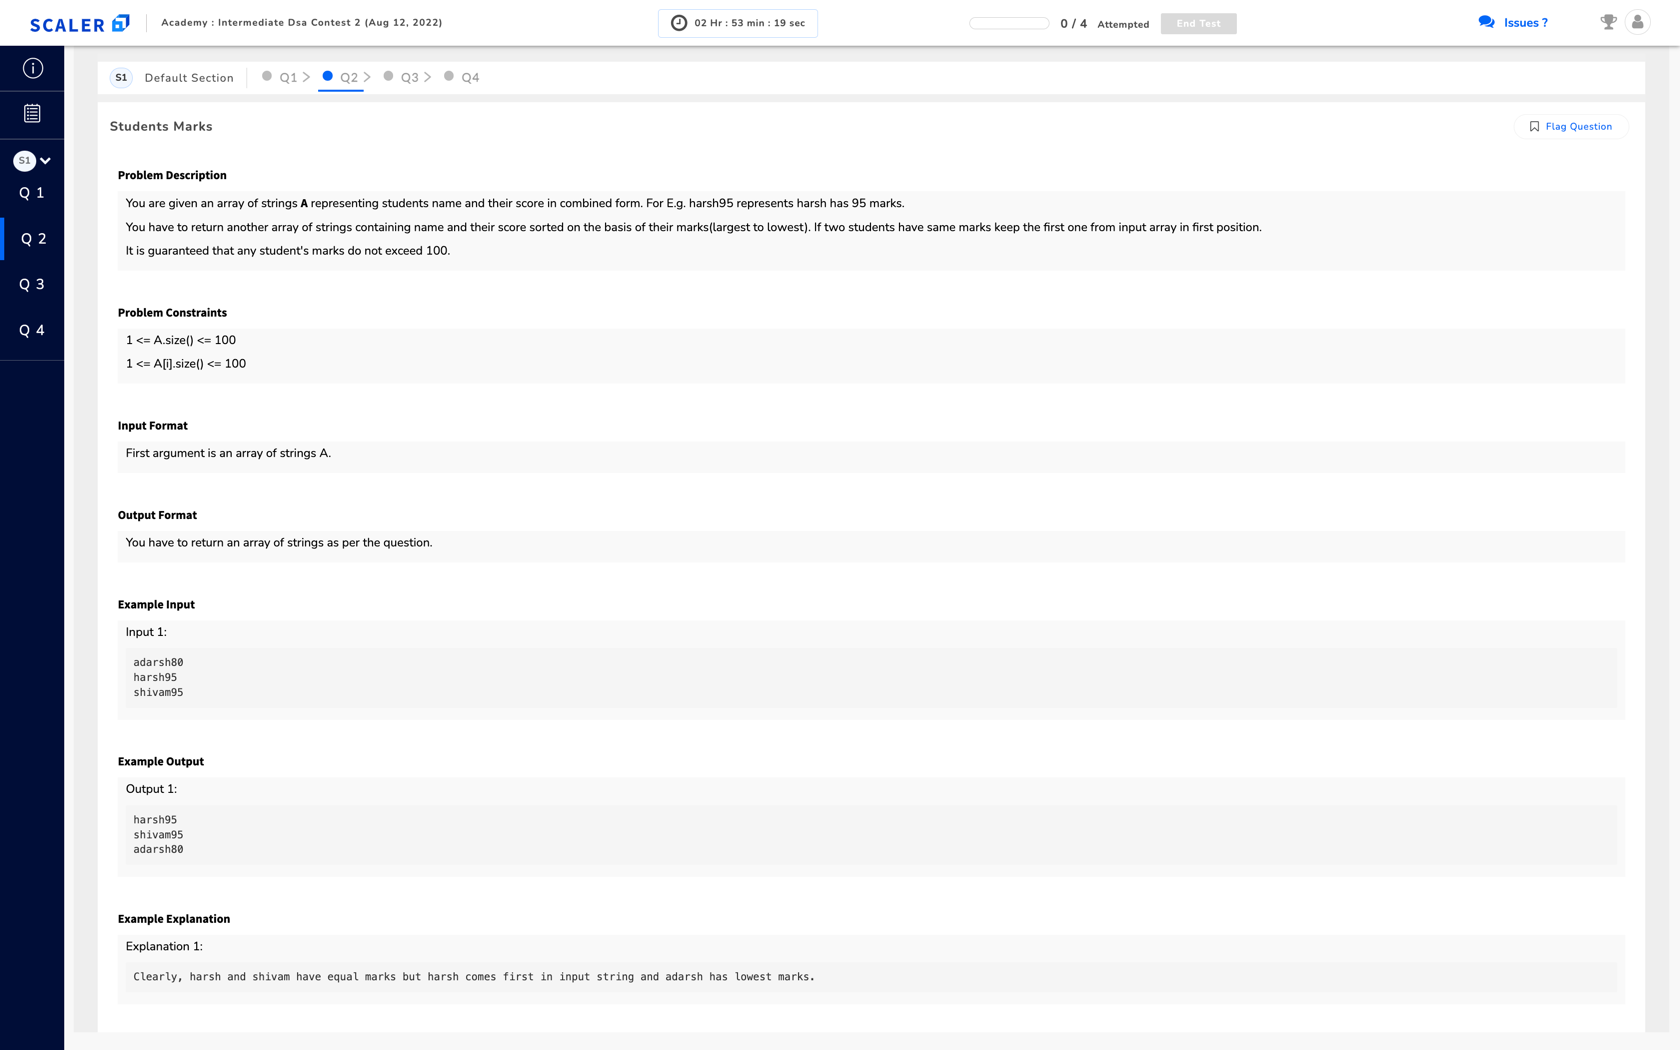 SCALER
Academy : Intermediate Dsa Contest 2 (Aug 12, 2022)
02 Hr : 53 min : 19 sec
0 / 4 Attempted
End Test
Issues ?
S1 Default Section Q1 Q2 Q3 Q4
S1
Q 1
Q 2
Q 3
Q 4
Students Marks
Flag Question
Problem Description
You are given an array of strings A representing students name and their score in combined form. For E.g. harsh95 represents harsh has 95 marks.
You have to return another array of strings containing name and their score sorted on the basis of their marks(largest to lowest). If two students have same marks keep the first one from input array in first position.
It is guaranteed that any student's marks do not exceed 100.
Problem Constraints
1 <= A.size() <= 100
1 <= A[i].size() <= 100
Input Format
First argument is an array of strings A.
Output Format
You have to return an array of strings as per the question.
Example Input
Input 1:
adarsh80
harsh95
shivam95
Example Output
Output 1:
harsh95
shivam95
adarsh80
Example Explanation
Explanation 1:
Clearly, harsh and shivam have equal marks but harsh comes first in input string and adarsh has lowest marks.